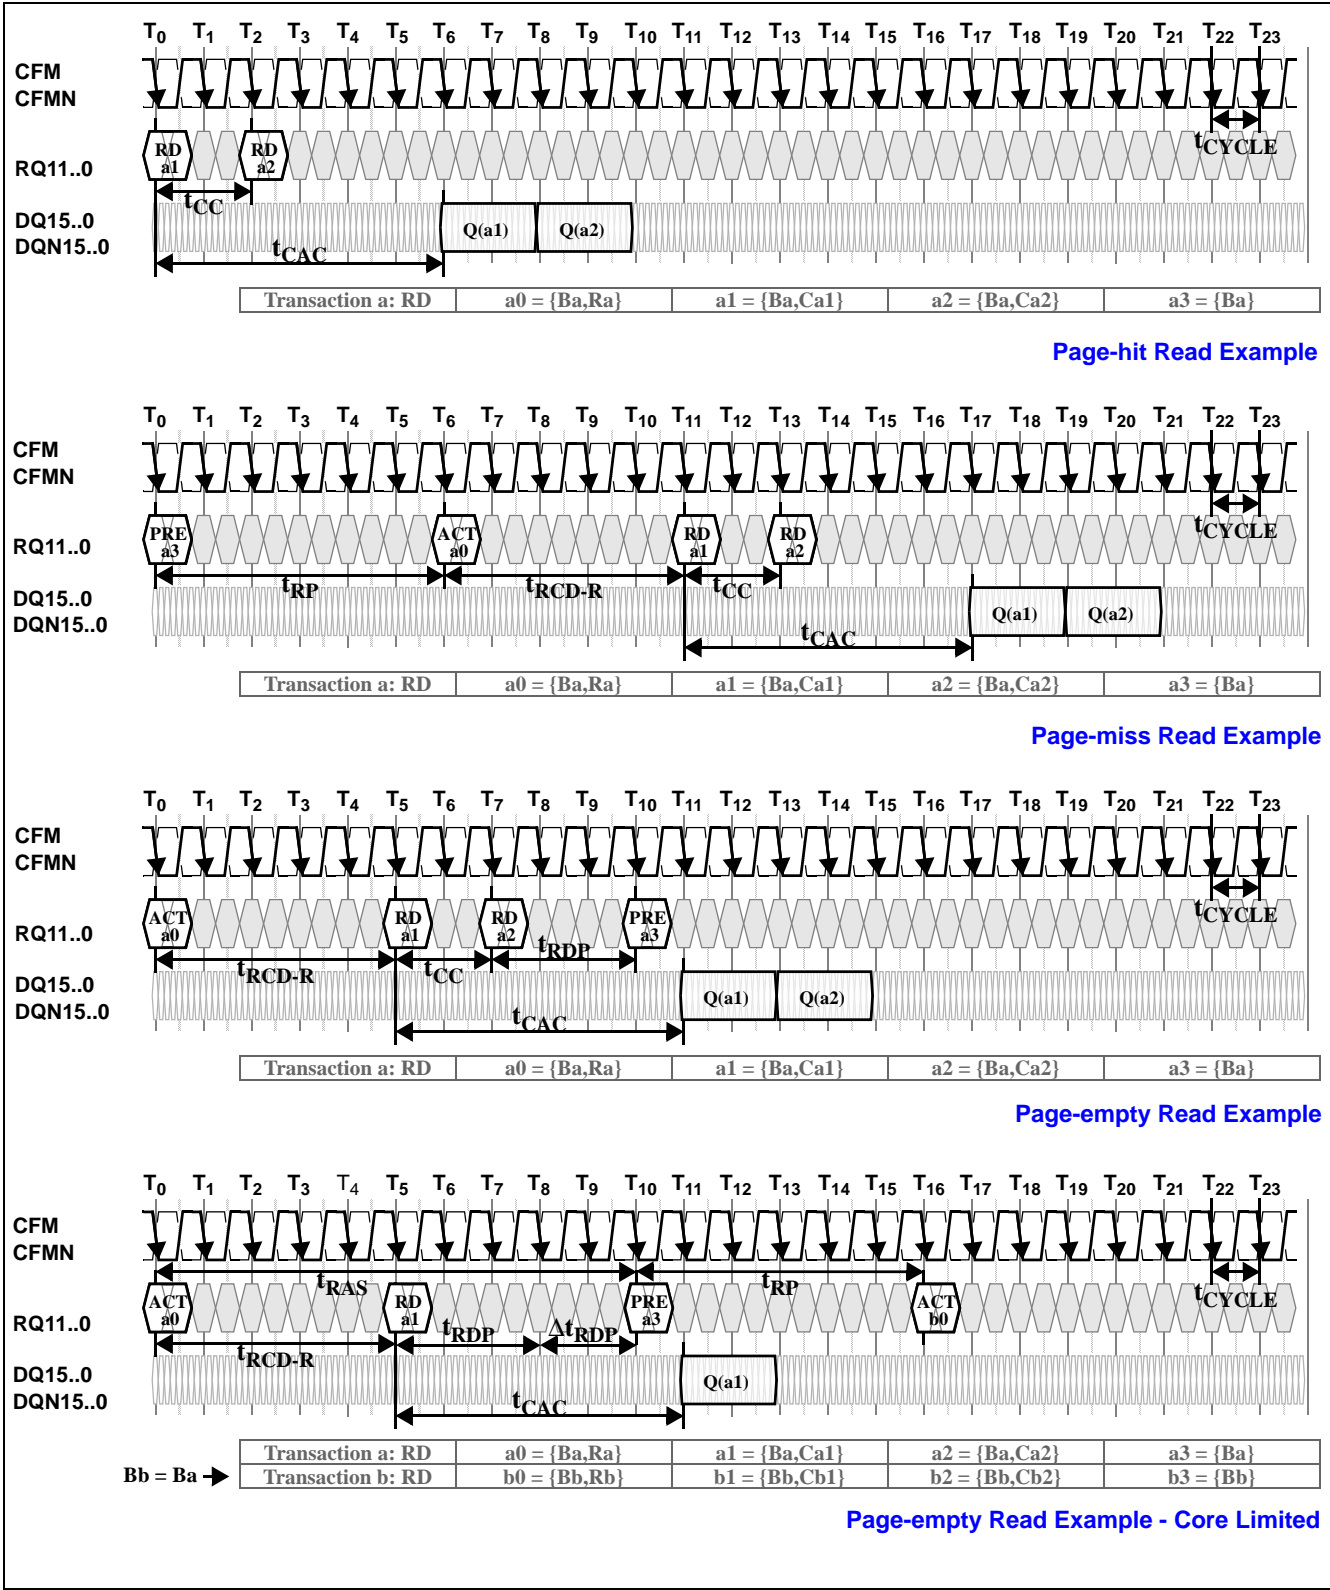 T0 T1 T2 T3 T4 T5 T6 T7 T8 T9 T10 T11 T12 T13 T14 T15 T16 T17 T18 T19 T20 T21 T22 T23
CFM
CFMN
RD a1 RD a2 tCYCLE
RQ11..0
tCC
DQ15..0
DQN15..0
Q(a1) Q(a2)
tCAC
Transaction a: RD a0 = {Ba,Ra} a1 = {Ba,Ca1} a2 = {Ba,Ca2} a3 = {Ba}
Page-hit Read Example
T0 T1 T2 T3 T4 T5 T6 T7 T8 T9 T10 T11 T12 T13 T14 T15 T16 T17 T18 T19 T20 T21 T22 T23
CFM
CFMN
PRE a3 ACT a0 RD a1 RD a2 tCYCLE
RQ11..0
tRP tRCD-R tCC
DQ15..0
DQN15..0
Q(a1) Q(a2)
tCAC
Transaction a: RD a0 = {Ba,Ra} a1 = {Ba,Ca1} a2 = {Ba,Ca2} a3 = {Ba}
Page-miss Read Example
T0 T1 T2 T3 T4 T5 T6 T7 T8 T9 T10 T11 T12 T13 T14 T15 T16 T17 T18 T19 T20 T21 T22 T23
CFM
CFMN
ACT a0 RD a1 RD a2 PRE a3 tCYCLE
RQ11..0
tRCD-R tCC tRDP
DQ15..0
DQN15..0
Q(a1) Q(a2)
tCAC
Transaction a: RD a0 = {Ba,Ra} a1 = {Ba,Ca1} a2 = {Ba,Ca2} a3 = {Ba}
Page-empty Read Example
T0 T1 T2 T3 T4 T5 T6 T7 T8 T9 T10 T11 T12 T13 T14 T15 T16 T17 T18 T19 T20 T21 T22 T23
CFM
CFMN
tRAS tRP
ACT a0 RD a1 PRE a3 ACT b0 tCYCLE
RQ11..0
tRCD-R tRDP ΔtRDP
DQ15..0
DQN15..0
Q(a1)
tCAC
Transaction a: RD a0 = {Ba,Ra} a1 = {Ba,Ca1} a2 = {Ba,Ca2} a3 = {Ba}
Bb = Ba Transaction b: RD b0 = {Bb,Rb} b1 = {Bb,Cb1} b2 = {Bb,Cb2} b3 = {Bb}
Page-empty Read Example - Core Limited